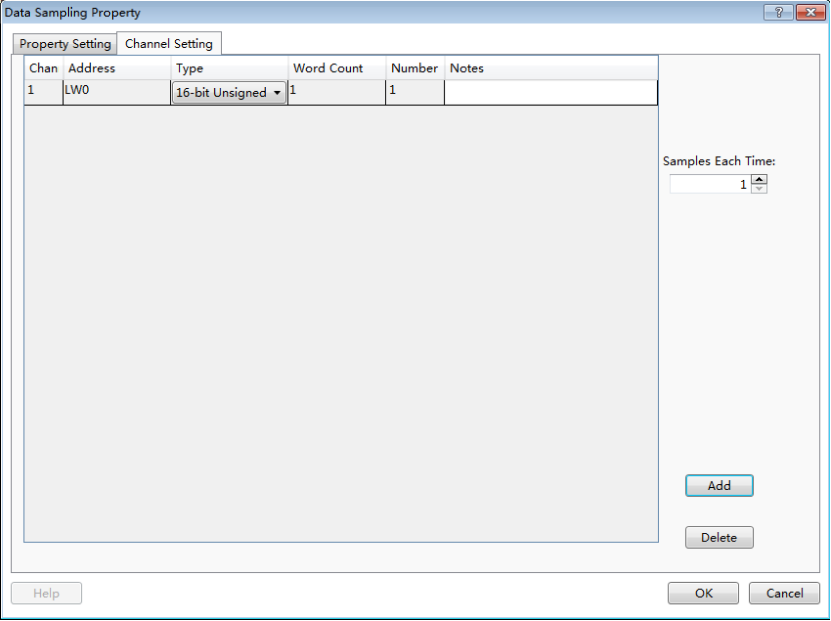 Data Sampling Property
Property Setting Channel Setting
Chan Address Type Word Count Number Notes
1 LW0 16-bit Unsigned 1 1
Samples Each Time:
1
Add
Delete
Help OK Cancel